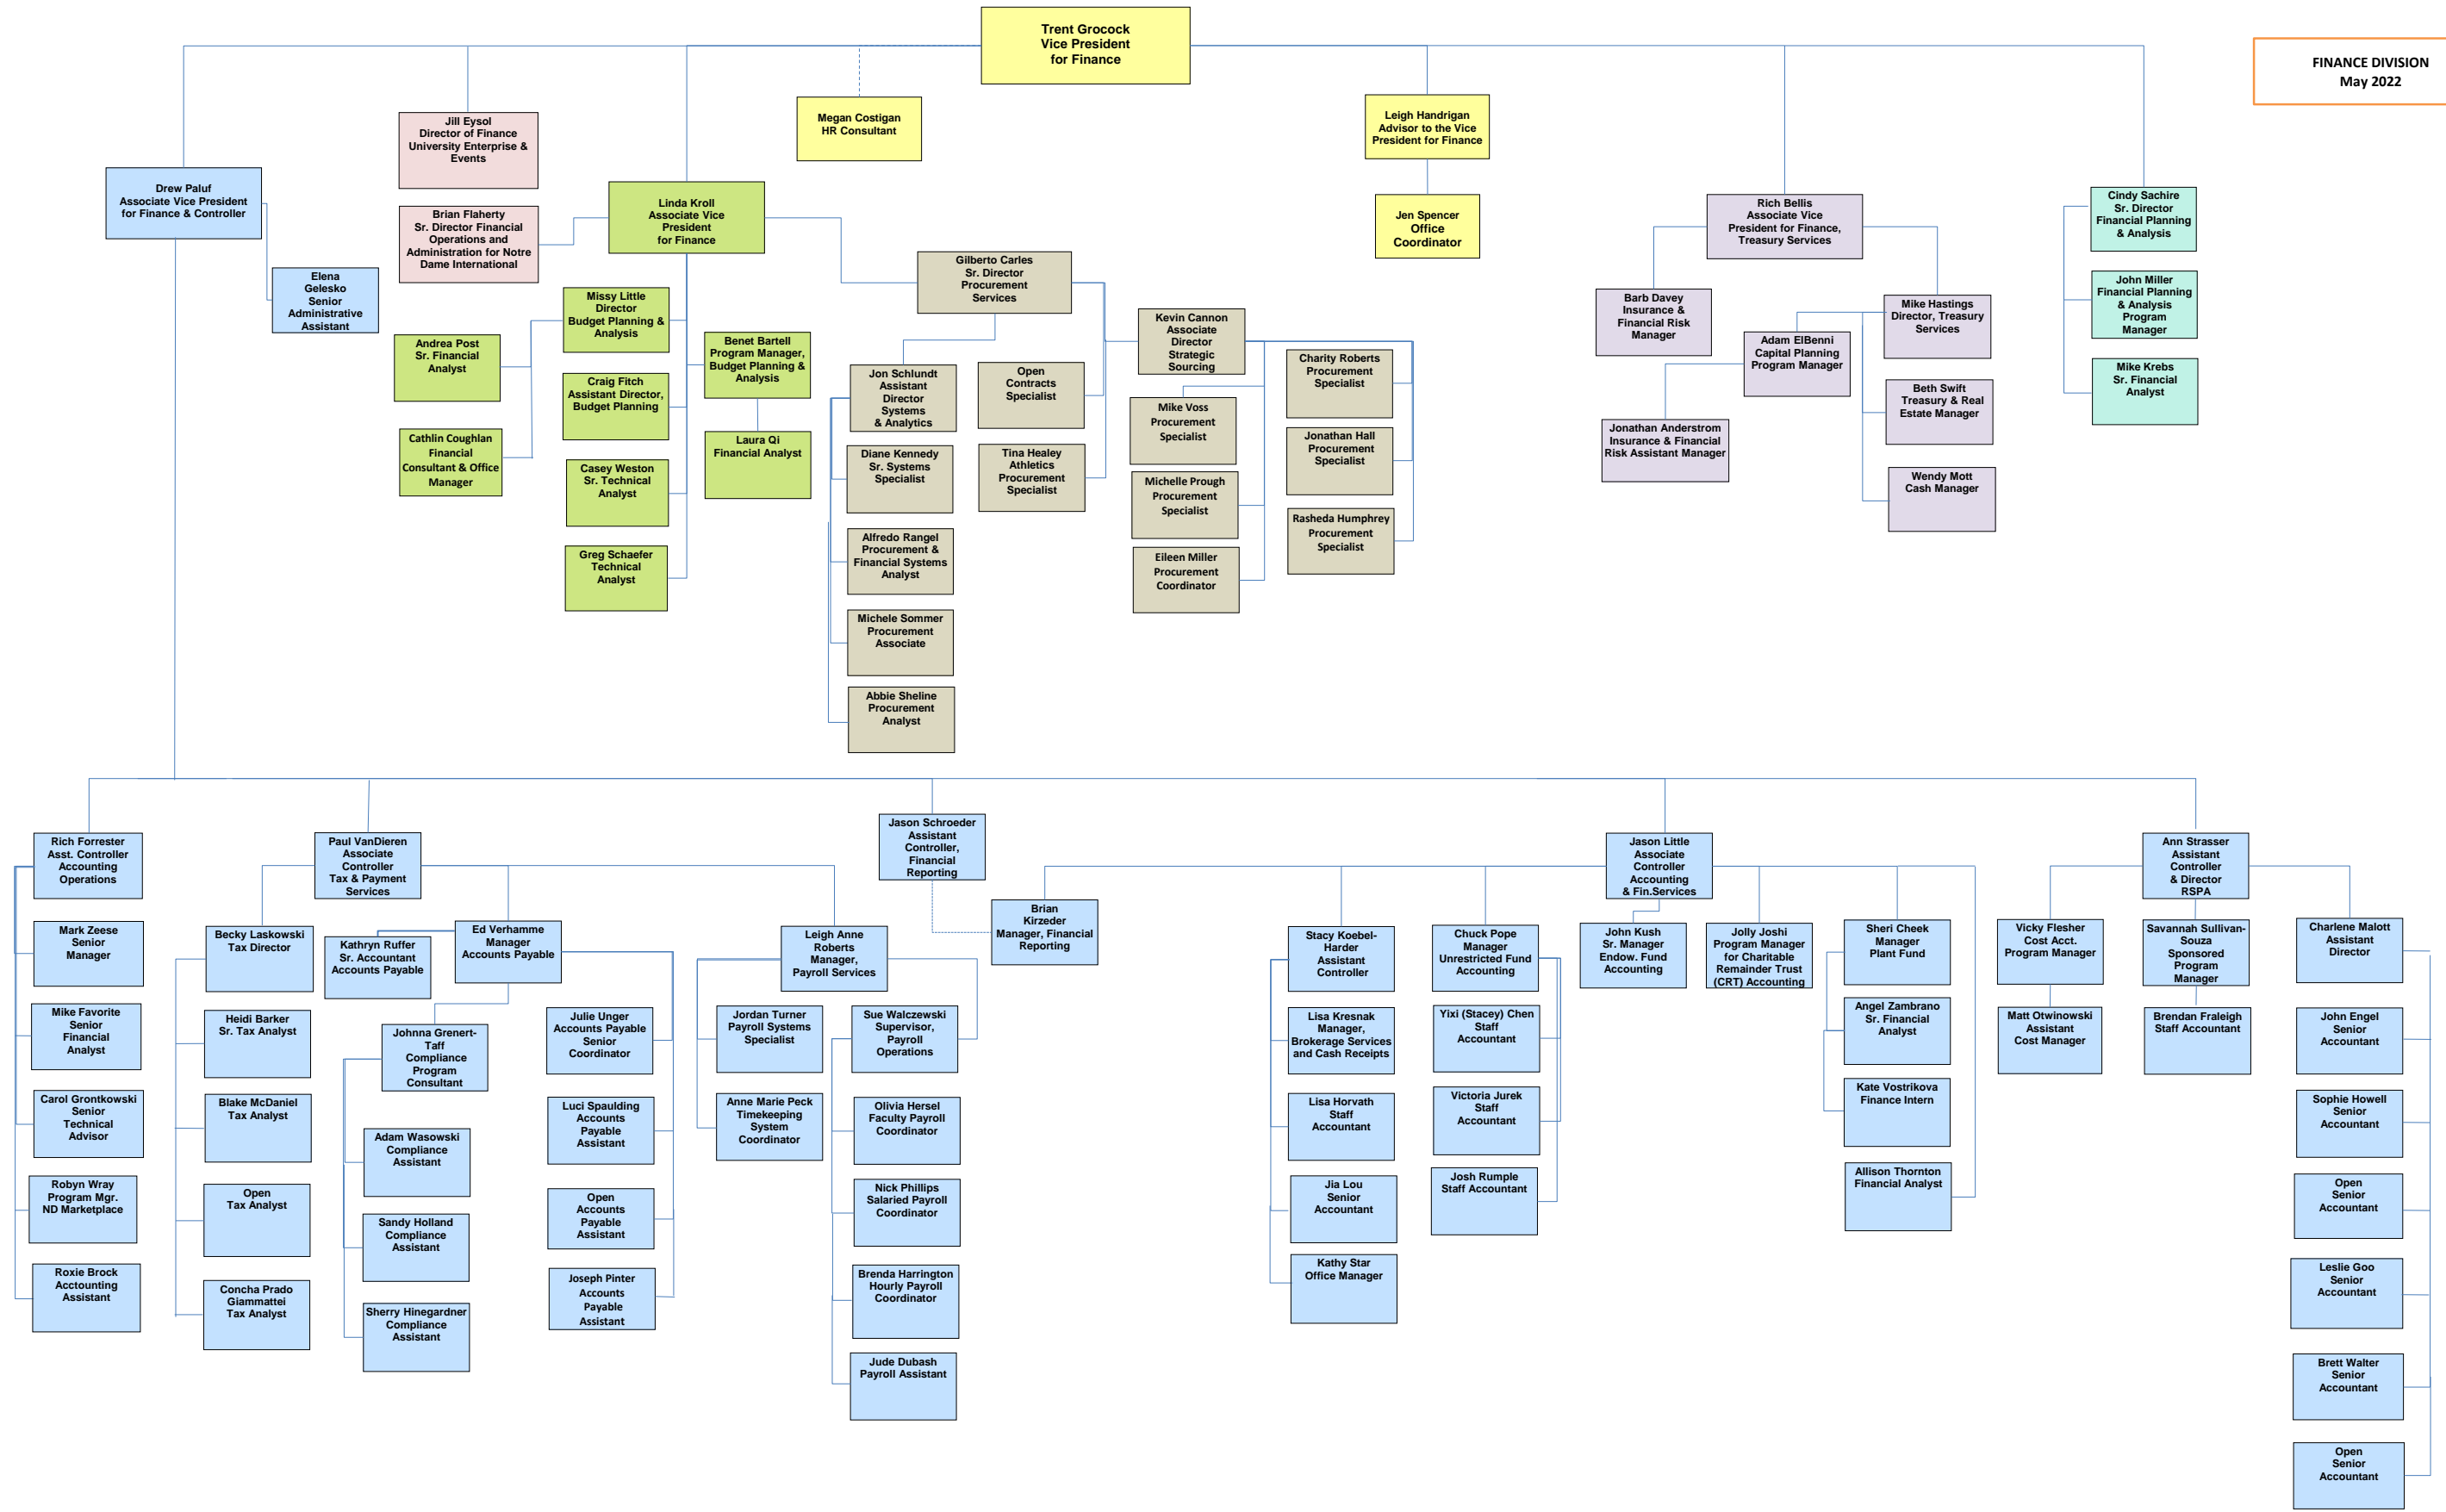 Trent Grocock
Vice President
for Finance
FINANCE DIVISION
May 2022
Jill Eysol
Director of Finance
University Enterprise &
Events
Megan Costigan
HR Consultant
Leigh Handrigan
Advisor to the Vice
President for Finance
Drew Paluf
Associate Vice President
for Finance & Controller
Brian Flaherty
Sr. Director Financial
Operations and
Administration for Notre
Dame International
Linda Kroll
Associate Vice
President
for Finance
Jen Spencer
Office
Coordinator
Rich Bellis
Associate Vice
President for Finance,
Treasury Services
Cindy Sachire
Sr. Director
Financial Planning
& Analysis
Elena
Gelesko
Senior
Administrative
Assistant
Gilberto Carles
Sr. Director
Procurement
Services
Missy Little
Director
Budget Planning &
Analysis
Andrea Post
Sr. Financial
Analyst
Cathlin Coughlan
Financial
Consultant & Office
Manager
Craig Fitch
Assistant Director,
Budget Planning
Casey Weston
Sr. Technical
Analyst
Greg Schaefer
Technical
Analyst
Benet Bartell
Program Manager,
Budget Planning &
Analysis
Laura Qi
Financial Analyst
Jon Schlundt
Assistant
Director
Systems
& Analytics
Diane Kennedy
Sr. Systems
Specialist
Alfredo Rangel
Procurement &
Financial Systems
Analyst
Michele Sommer
Procurement
Associate
Abbie Sheline
Procurement
Analyst
Open
Contracts
Specialist
Tina Healey
Athletics
Procurement
Specialist
Kevin Cannon
Associate
Director
Strategic
Sourcing
Mike Voss
Procurement
Specialist
Michelle Prough
Procurement
Specialist
Eileen Miller
Procurement
Coordinator
Charity Roberts
Procurement
Specialist
Jonathan Hall
Procurement
Specialist
Rasheda Humphrey
Procurement
Specialist
Barb Davey
Insurance &
Financial Risk
Manager
Adam ElBenni
Capital Planning
Program Manager
Jonathan Anderstrom
Insurance & Financial
Risk Assistant Manager
Mike Hastings
Director, Treasury
Services
Beth Swift
Treasury & Real
Estate Manager
Wendy Mott
Cash Manager
John Miller
Financial Planning
& Analysis
Program
Manager
Mike Krebs
Sr. Financial
Analyst
Rich Forrester
Asst. Controller
Accounting
Operations
Mark Zeese
Senior
Manager
Mike Favorite
Senior
Financial
Analyst
Carol Grontkowski
Senior
Technical
Advisor
Robyn Wray
Program Mgr.
ND Marketplace
Roxie Brock
Acctounting
Assistant
Paul VanDieren
Associate
Controller
Tax & Payment
Services
Becky Laskowski
Tax Director
Heidi Barker
Sr. Tax Analyst
Blake McDaniel
Tax Analyst
Open
Tax Analyst
Concha Prado
Giammattei
Tax Analyst
Kathryn Ruffer
Sr. Accountant
Accounts Payable
Ed Verhamme
Manager
Accounts Payable
Johnna Grenert-
Taff
Compliance
Program
Consultant
Adam Wasowski
Compliance
Assistant
Sandy Holland
Compliance
Assistant
Sherry Hinegardner
Compliance
Assistant
Julie Unger
Accounts Payable
Senior
Coordinator
Luci Spaulding
Accounts
Payable
Assistant
Open
Accounts
Payable
Assistant
Joseph Pinter
Accounts
Payable
Assistant
Leigh Anne
Roberts
Manager,
Payroll Services
Jordan Turner
Payroll Systems
Specialist
Anne Marie Peck
Timekeeping
System
Coordinator
Sue Walczewski
Supervisor,
Payroll
Operations
Olivia Hersel
Faculty Payroll
Coordinator
Nick Phillips
Salaried Payroll
Coordinator
Brenda Harrington
Hourly Payroll
Coordinator
Jude Dubash
Payroll Assistant
Jason Schroeder
Assistant
Controller,
Financial
Reporting
Brian
Kirzeder
Manager, Financial
Reporting
Jason Little
Associate
Controller
Accounting
& Fin.Services
Stacy Koebel-
Harder
Assistant
Controller
Lisa Kresnak
Manager,
Brokerage Services
and Cash Receipts
Lisa Horvath
Staff
Accountant
Jia Lou
Senior
Accountant
Kathy Star
Office Manager
Chuck Pope
Manager
Unrestricted Fund
Accounting
Yixi (Stacey) Chen
Staff
Accountant
Victoria Jurek
Staff
Accountant
Josh Rumple
Staff Accountant
John Kush
Sr. Manager
Endow. Fund
Accounting
Jolly Joshi
Program Manager
for Charitable
Remainder Trust
(CRT) Accounting
Sheri Cheek
Manager
Plant Fund
Angel Zambrano
Sr. Financial
Analyst
Kate Vostrikova
Finance Intern
Allison Thornton
Financial Analyst
Ann Strasser
Assistant
Controller
& Director
RSPA
Vicky Flesher
Cost Acct.
Program Manager
Matt Otwinowski
Assistant
Cost Manager
Savannah Sullivan-
Souza
Sponsored
Program
Manager
Brendan Fraleigh
Staff Accountant
Charlene Malott
Assistant
Director
John Engel
Senior
Accountant
Sophie Howell
Senior
Accountant
Open
Senior
Accountant
Leslie Goo
Senior
Accountant
Brett Walter
Senior
Accountant
Open
Senior
Accountant